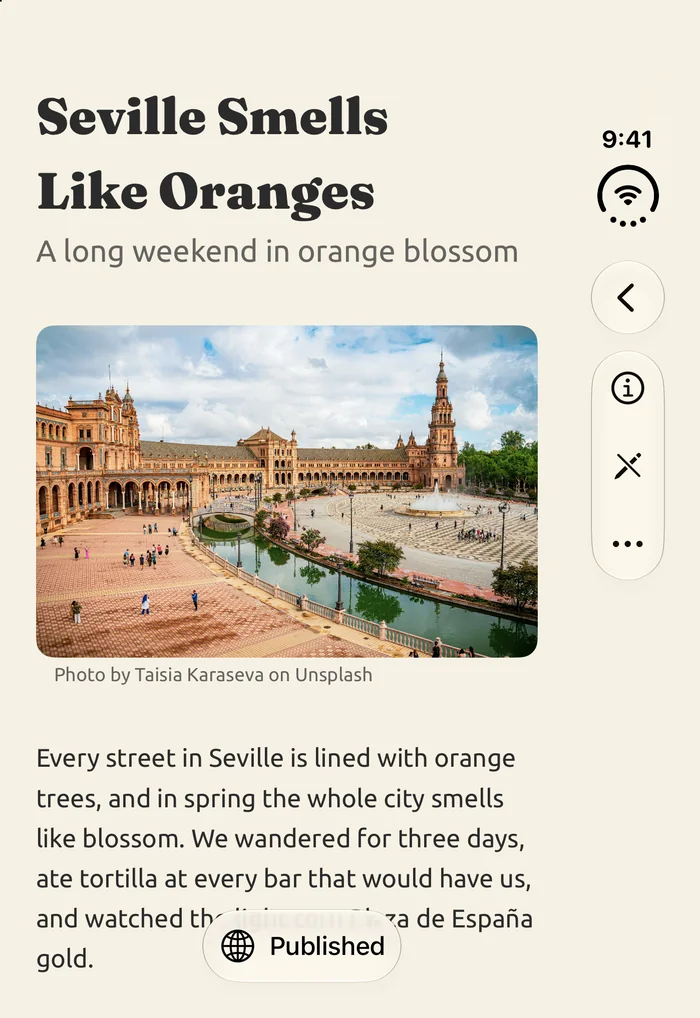 Seville Smells
Like Oranges
A long weekend in orange blossom
9:41
Photo by Taisia Karaseva on Unsplash
Every street in Seville is lined with orange
trees, and in spring the whole city smells
like blossom. We wandered for three days,
ate tortilla at every bar that would have us,
and watched the light de España
gold.
Published